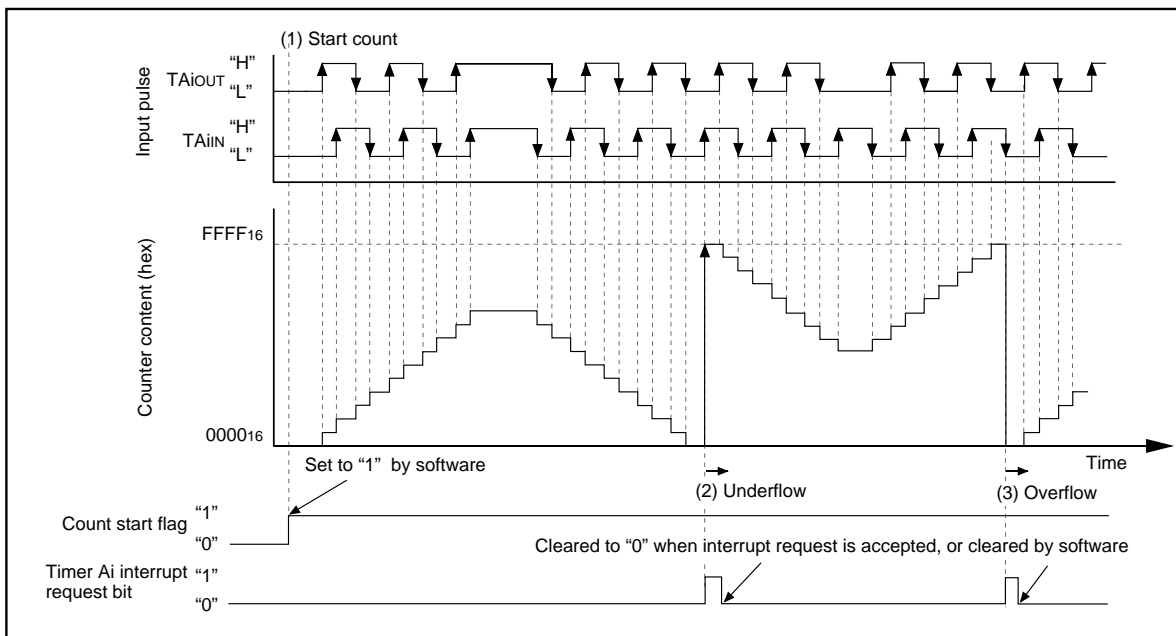 (1) Start count
Input pulse
TAiOUT
“H”
“L”
TAiIN
“H”
“L”
Counter content (hex)
FFFF16
000016
Time
Set to “1” by software
(2) Underflow
(3) Overflow
Count start flag
“1”
“0”
Cleared to “0” when interrupt request is accepted, or cleared by software
Timer Ai interrupt
request bit
“1”
“0”